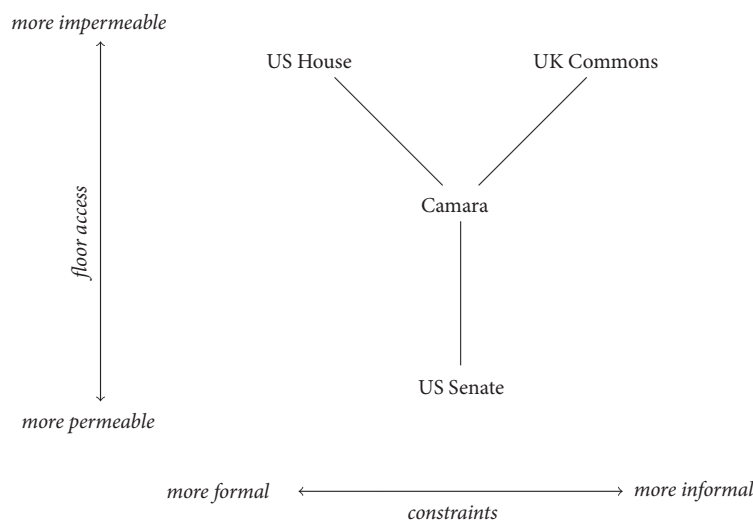 more impermeable
US House
UK Commons
floor access
Camara
US Senate
more permeable
more formal
more informal
constraints